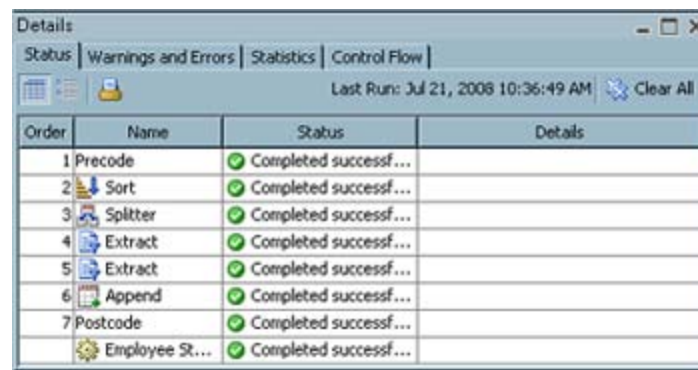 Details
Status Warnings and Errors Statistics Control Flow
Last Run: Jul 21, 2008 10:36:49 AM Clear All
Order Name Status Details
1 Precode Completed successf...
2 Sort Completed successf...
3 Splitter Completed successf...
4 Extract Completed successf...
5 Extract Completed successf...
6 Append Completed successf...
7 Postcode Completed successf...
Employee St... Completed successf...